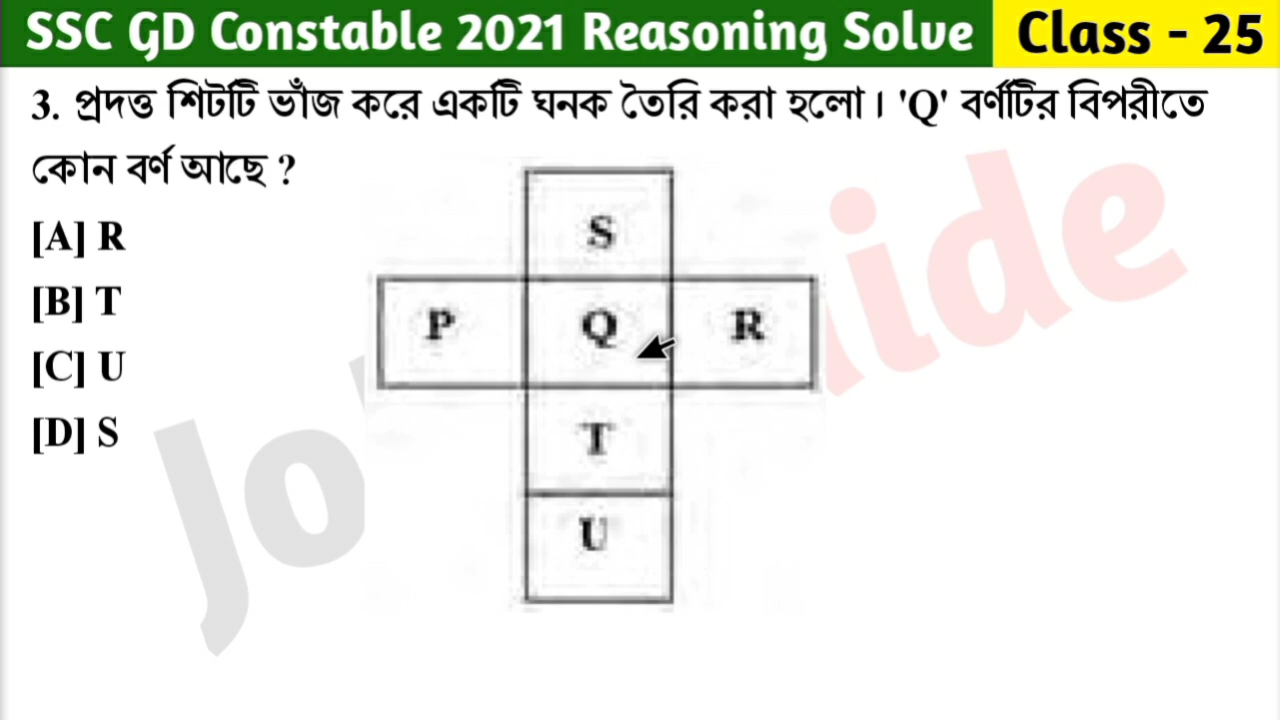 SSC GD Constable 2021 Reasoning Solve Class - 25
3. প্রদত্ত শিটটি ভাঁজ করে একটি ঘনক তৈরি করা হলো। 'Q' বর্ণটির বিপরীতে
কোন বর্ণ আছে ?
[A] R
[B] T
[C] U
[D] S
S
P Q R
T
U